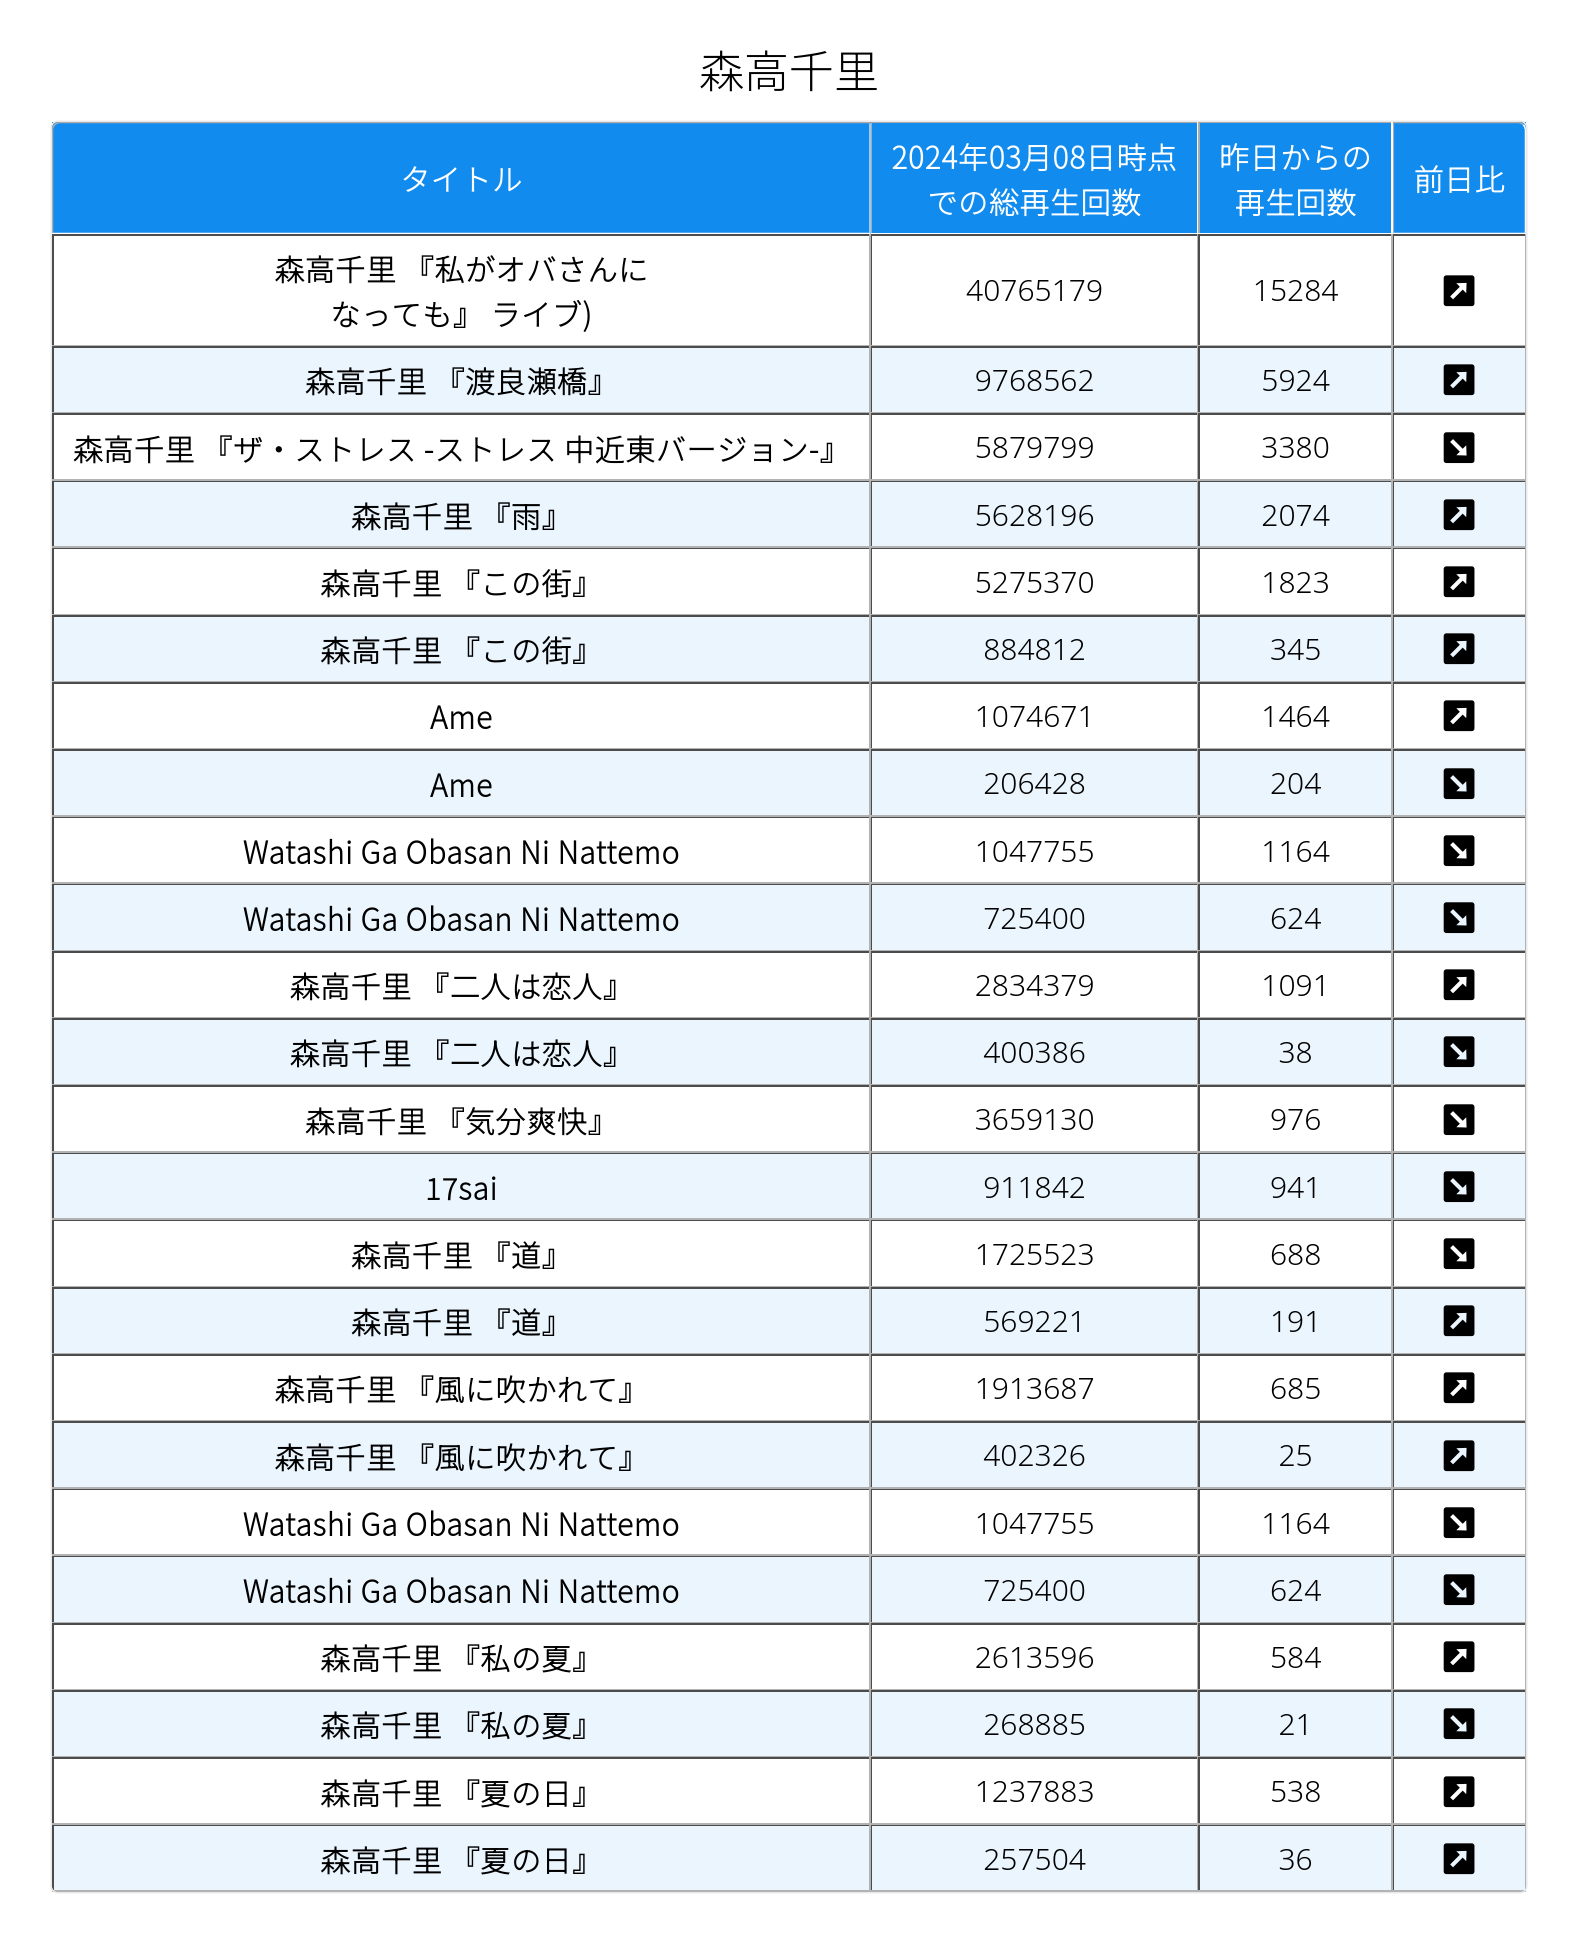 森高千里
タイトル
2024年03月08日時点
での総再生回数
昨日からの
再生回数
前日比
森高千里 『私がオバさんに
なっても』 ライブ)
40765179 15284
森高千里 『渡良瀬橋』 9768562 5924
森高千里 『ザ・ストレス -ストレス 中近東バージョン-』 5879799 3380
森高千里 『雨』 5628196 2074
森高千里 『この街』 5275370 1823
森高千里 『この街』 884812 345
Ame 1074671 1464
Ame 206428 204
Watashi Ga Obasan Ni Nattemo 1047755 1164
Watashi Ga Obasan Ni Nattemo 725400 624
森高千里 『二人は恋人』 2834379 1091
森高千里 『二人は恋人』 400386 38
森高千里 『気分爽快』 3659130 976
17sai 911842 941
森高千里 『道』 1725523 688
森高千里 『道』 569221 191
森高千里 『風に吹かれて』 1913687 685
森高千里 『風に吹かれて』 402326 25
Watashi Ga Obasan Ni Nattemo 1047755 1164
Watashi Ga Obasan Ni Nattemo 725400 624
森高千里 『私の夏』 2613596 584
森高千里 『私の夏』 268885 21
森高千里 『夏の日』 1237883 538
森高千里 『夏の日』 257504 36